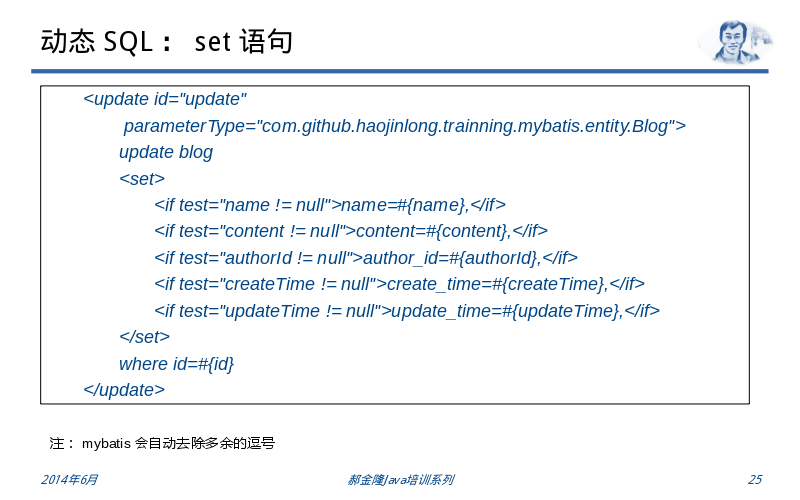 动态 SQL： set 语句
<update id="update"
parameterType="com.github.haojinlong.trainning.mybatis.entity.Blog">
update blog
<set>
<if test="name != null">name=#{name},</if>
<if test="content != null">content=#{content},</if>
<if test="authorId != null">author_id=#{authorId},</if>
<if test="createTime != null">create_time=#{createTime},</if>
<if test="updateTime != null">update_time=#{updateTime},</if>
</set>
where id=#{id}
</update>
注： mybatis 会自动去除多余的逗号
2014年6月 郝金隆Java培训系列 25